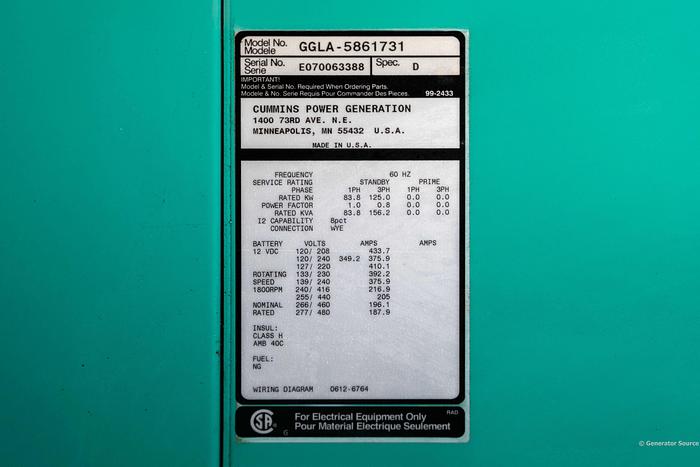 Model No. GGLA-5861731
Modele
Serial No. E070063388 Spec. D
Serie
IMPORTANT!
Model & Serial No. Required When Ordering Parts.
Modele & No. Serie Requis Pour Commander Des Pieces. 99-2433
CUMMINS POWER GENERATION
1400 73RD AVE. N.E.
MINNEAPOLIS, MN 55432 U.S.A.
MADE IN U.S.A.
FREQUENCY 60 HZ
SERVICE RATING STANDBY PRIME
PHASE 1PH 3PH 1PH 3PH
RATED KW 83.8 125.0 0.0 0.0
POWER FACTOR 1.0 0.8 0.0 0.0
RATED KVA 83.8 156.2 0.0 0.0
I2 CAPABILITY 8pct
CONNECTION WYE
BATTERY VOLTS AMPS AMPS
12 VDC 120/ 208 433.7
120/ 240 349.2 375.9
127/ 220 410.1
ROTATING 133/ 230 392.2
SPEED 139/ 240 375.9
1800RPM 240/ 416 216.9
255/ 440 205
NOMINAL 266/ 460 196.1
RATED 277/ 480 187.9
INSUL:
CLASS H
AMB 40C
FUEL:
NG
WIRING DIAGRAM 0612-6764
SA ® G For Electrical Equipment Only RAD
Pour Material Electrique Seulement
© Generator Source